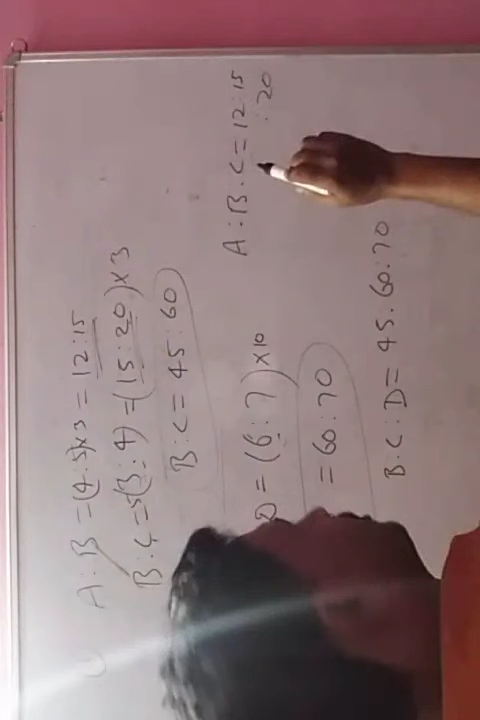 A : B = (4 : 5)x3 = 12 : 15
B : C = 5(3 : 4) = (15 : 20)x3
B : C = 45 : 60
D = (6 : 7)x10
= 60 : 70
A : B . C = 12 : 15
: 20
B . C : D = 45 . 60 : 70